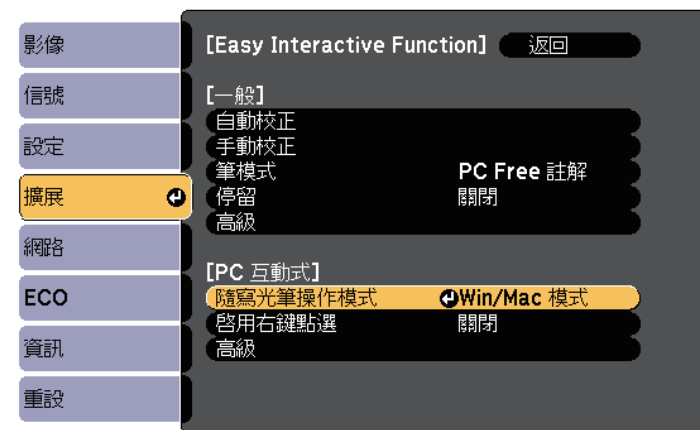 影像
信號
設定
擴展
網路
ECO
資訊
重設
[Easy Interactive Function] 返回
[一般]
自動校正
手動校正
筆模式 PC Free 註解
停留 關閉
高級
[PC 互動式]
隨寫光筆操作模式 Win/Mac 模式
啓用右鍵點選 關閉
高級